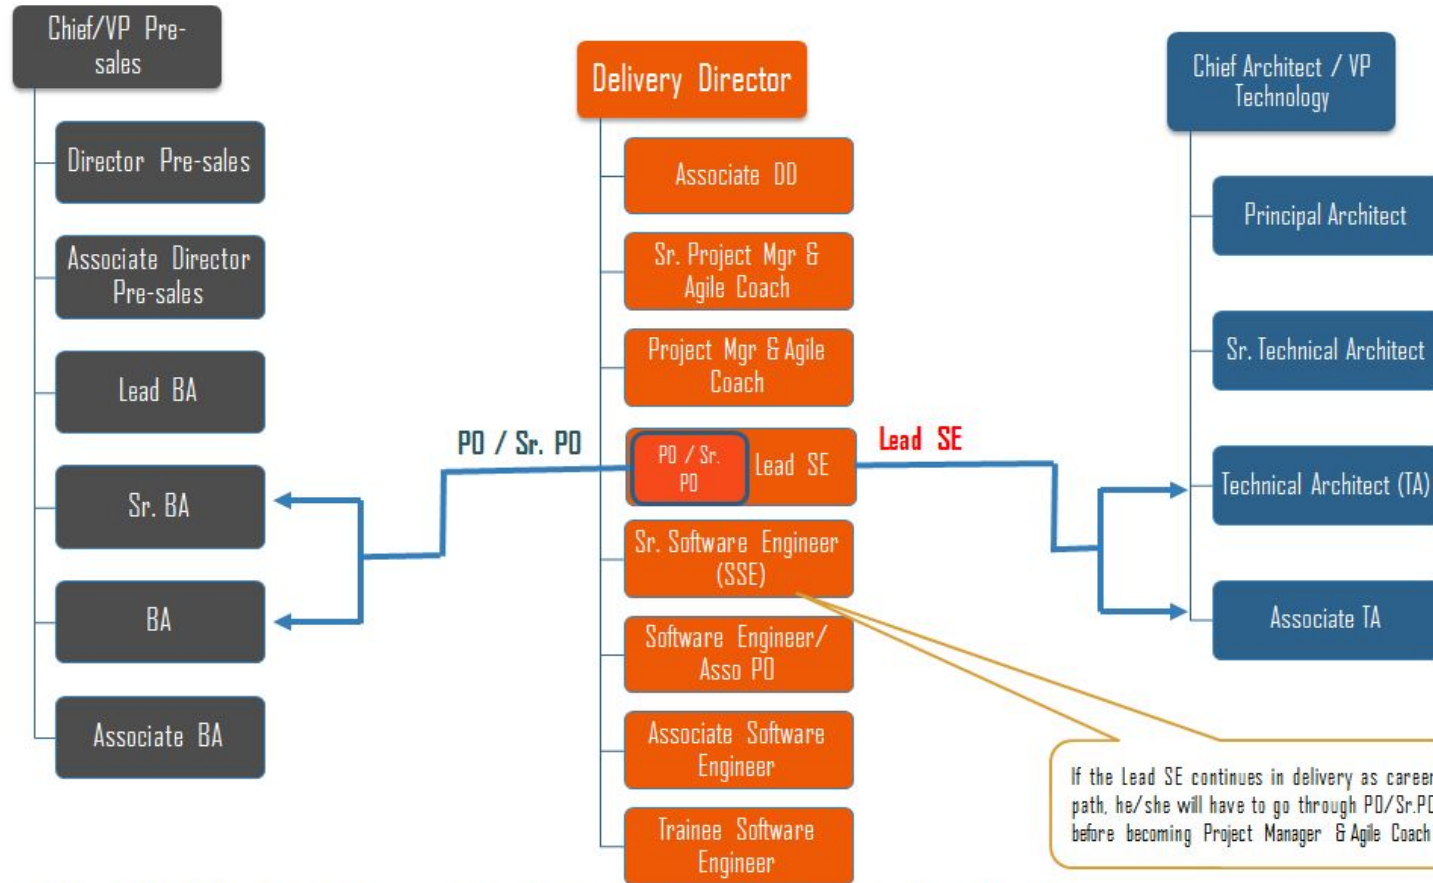 Chief/VP Pre-
sales
Director Pre-sales
Associate Director
Pre-sales
Lead BA
Sr. BA
BA
Associate BA
PO / Sr. PO
Delivery Director
Associate DD
Sr. Project Mgr &
Agile Coach
Project Mgr & Agile
Coach
PO / Sr.
PO
Lead SE
Sr. Software Engineer
(SSE)
Software Engineer/
Asso PO
Associate Software
Engineer
Trainee Software
Engineer
Lead SE
Chief Architect / VP
Technology
Principal Architect
Sr. Technical Architect
Technical Architect (TA)
Associate TA
If the Lead SE continues in delivery as career
path, he/she will have to go through PO/Sr.PO
before becoming Project Manager & Agile Coach